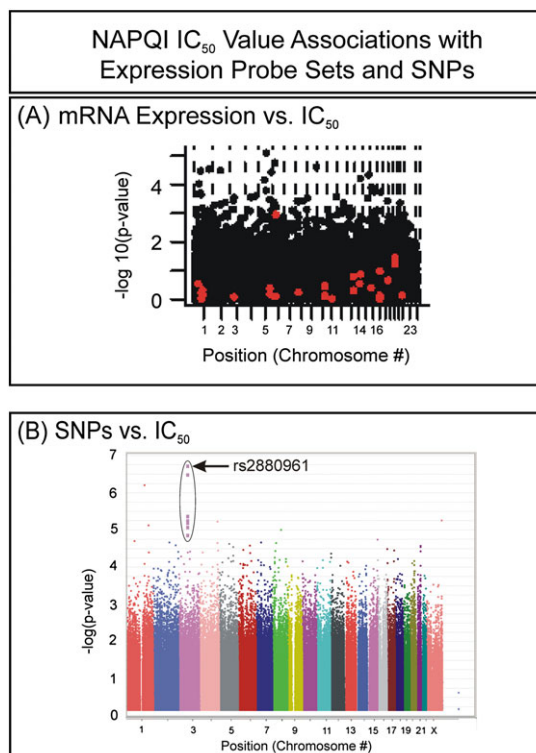 NAPQI IC50 Value Associations with
Expression Probe Sets and SNPs
(A) mRNA Expression vs. IC50
-log 10(p-value)
4
2
0
1 2 3 5 7 8 9 11 14 16 23
Position (Chromosome #)
(B) SNPs vs. IC50
rs2880961
-log(p-value)
7
6
5
4
3
2
1
0
1 3 5 7 9 11 13 15 17 19 21 X
Position (Chromosome #)